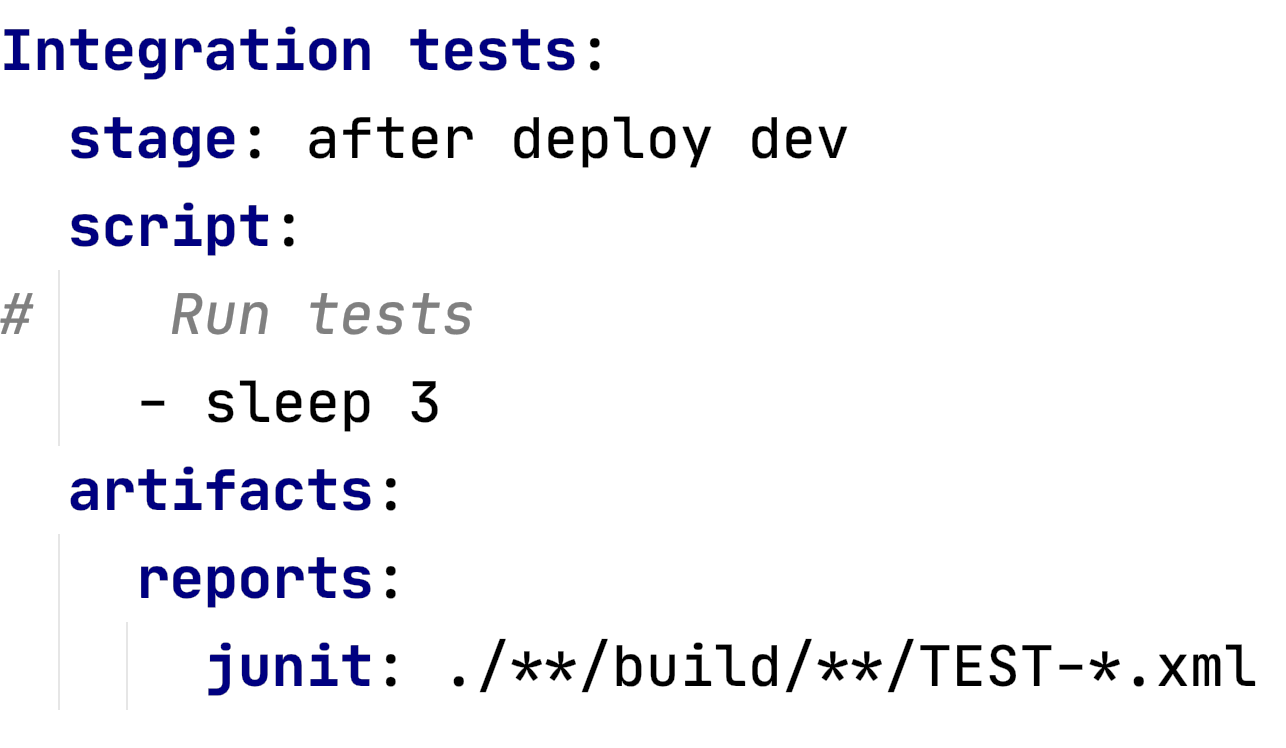 Integration tests:
  stage: after deploy dev
  script:
#    Run tests
    - sleep 3
  artifacts:
    reports:
      junit: ./**/build/**/TEST-*.xml